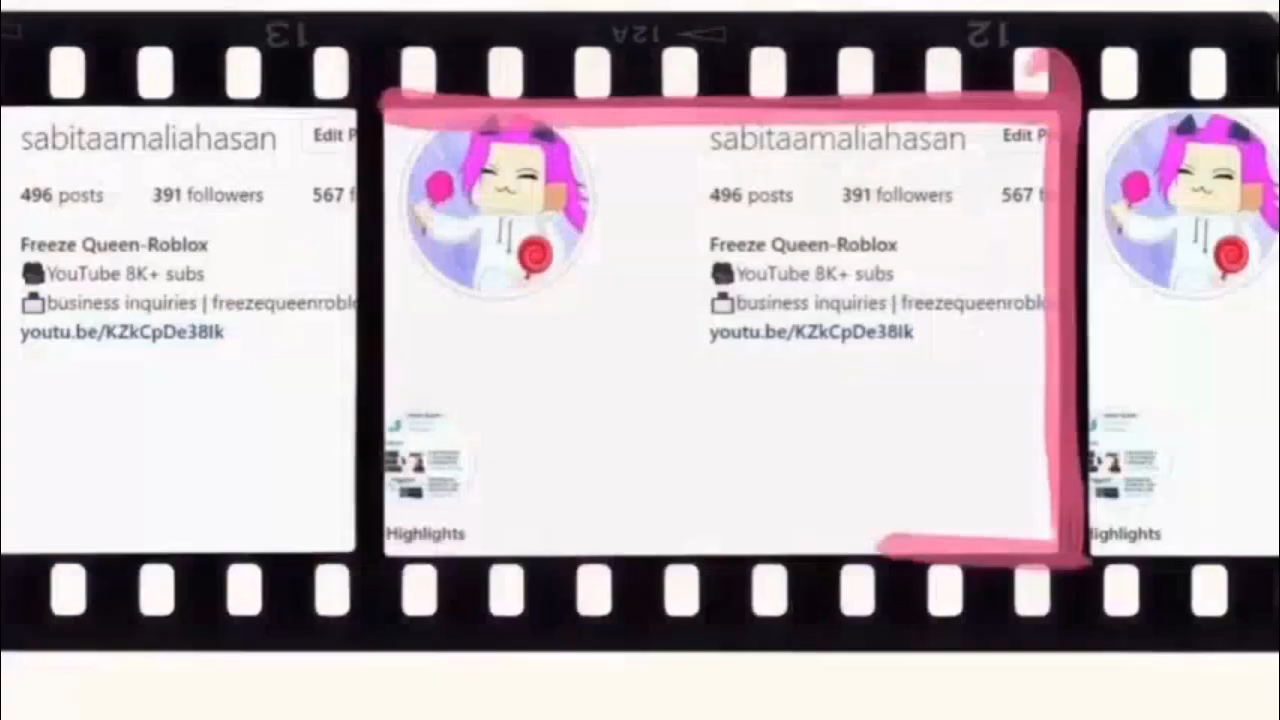 13
12A
12
sabitaamaliahasan Edit P
496 posts 391 followers 567 f
Freeze Queen-Roblox
YouTube 8K+ subs
business inquiries | freezequeenroblo
youtu.be/KZkCpDe38Ik
sabitaamaliahasan Edit P
496 posts 391 followers 567
Freeze Queen-Roblox
YouTube 8K+ subs
business inquiries | freezequeenroblo
youtu.be/KZkCpDe38Ik
Highlights
Highlights